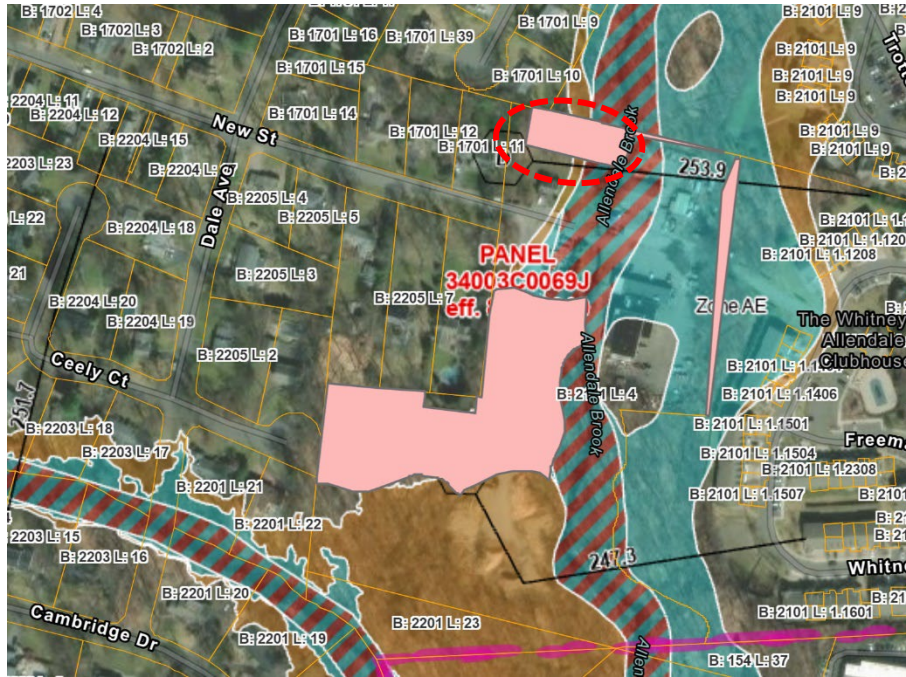 B: 1702 L: 4
B: 1702 L: 3
B: 1702 L: 2
B: 1701 L: 16
B: 1701 L: 39
B: 1701 L: 15
B: 1701 L: 9
B: 1701 L: 10
B: 1701 L: 14
B: 1701 L: 12
B: 1701 L: 11
B: 2101 L: 9
B: 2101 L: 9
B: 2101 L: 9
B: 2101 L: 9
B: 2101 L: 9
2204 L: 11
B: 2204 L: 12
B: 2204 L: 15
2203 L: 23
B: 2204 L:
New St
Dale Ave
Allendale Brook
253.9
L: 22
B: 2204 L: 18
B: 2205 L: 4
B: 2205 L: 5
B: 2205 L: 3
21
B: 2204 L: 20
B: 2204 L: 19
B: 2205 L: 7
B: 2205 L: 2
PANEL
34003C0069J
eff.
Zone AE
B: 2101 L: 1.1208
The Whitney
Allendale
Clubhouse
Ceely Ct
251.7
Allendale Brook
B: 2101 L: 4
B: 2101 L: 1.1406
B: 2101 L: 1.1501
B: 2101 L: 1.1504
B: 2101 L: 1.2308
B: 2101 L: 1.1507
B: 2101
B: 2203 L: 18
B: 2203 L: 17
B: 2201 L: 21
B: 2201 L: 22
2203 L: 15
B: 2203 L: 16
B: 2201 L: 20
B: 2201 L: 19
B: 2201 L: 23
247.3
B: 2101 L: 1.1601
B: 154 L: 37
Cambridge Dr